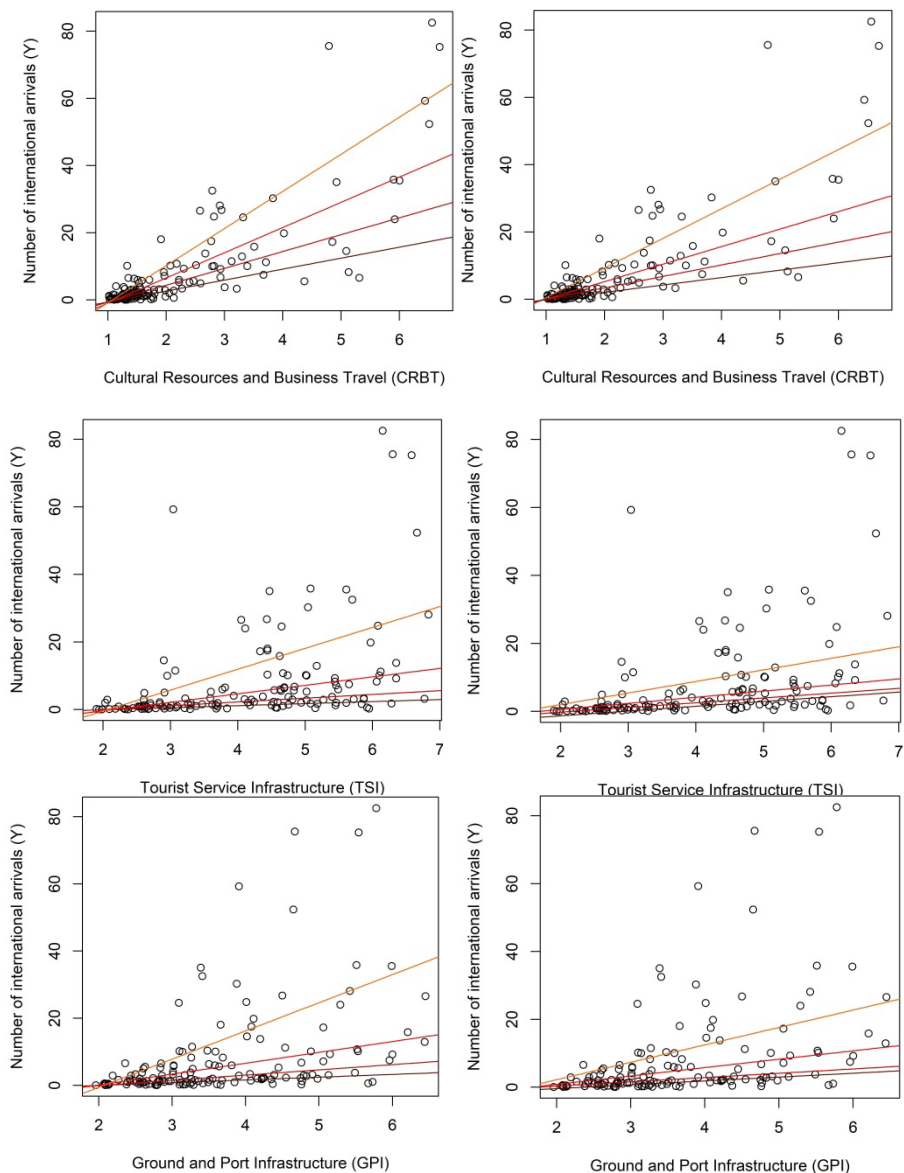 Number of international arrivals (Y)
80
60
40
20
0
1 2 3 4 5 6
Cultural Resources and Business Travel (CRBT)
Number of international arrivals (Y)
80
60
40
20
0
1 2 3 4 5 6
Cultural Resources and Business Travel (CRBT)
Number of international arrivals (Y)
80
60
40
20
0
2 3 4 5 6 7
Tourist Service Infrastructure (TSI)
Number of international arrivals (Y)
80
60
40
20
0
2 3 4 5 6 7
Tourist Service Infrastructure (TSI)
Number of international arrivals (Y)
80
60
40
20
0
2 3 4 5 6
Ground and Port Infrastructure (GPI)
Number of international arrivals (Y)
80
60
40
20
0
2 3 4 5 6
Ground and Port Infrastructure (GPI)